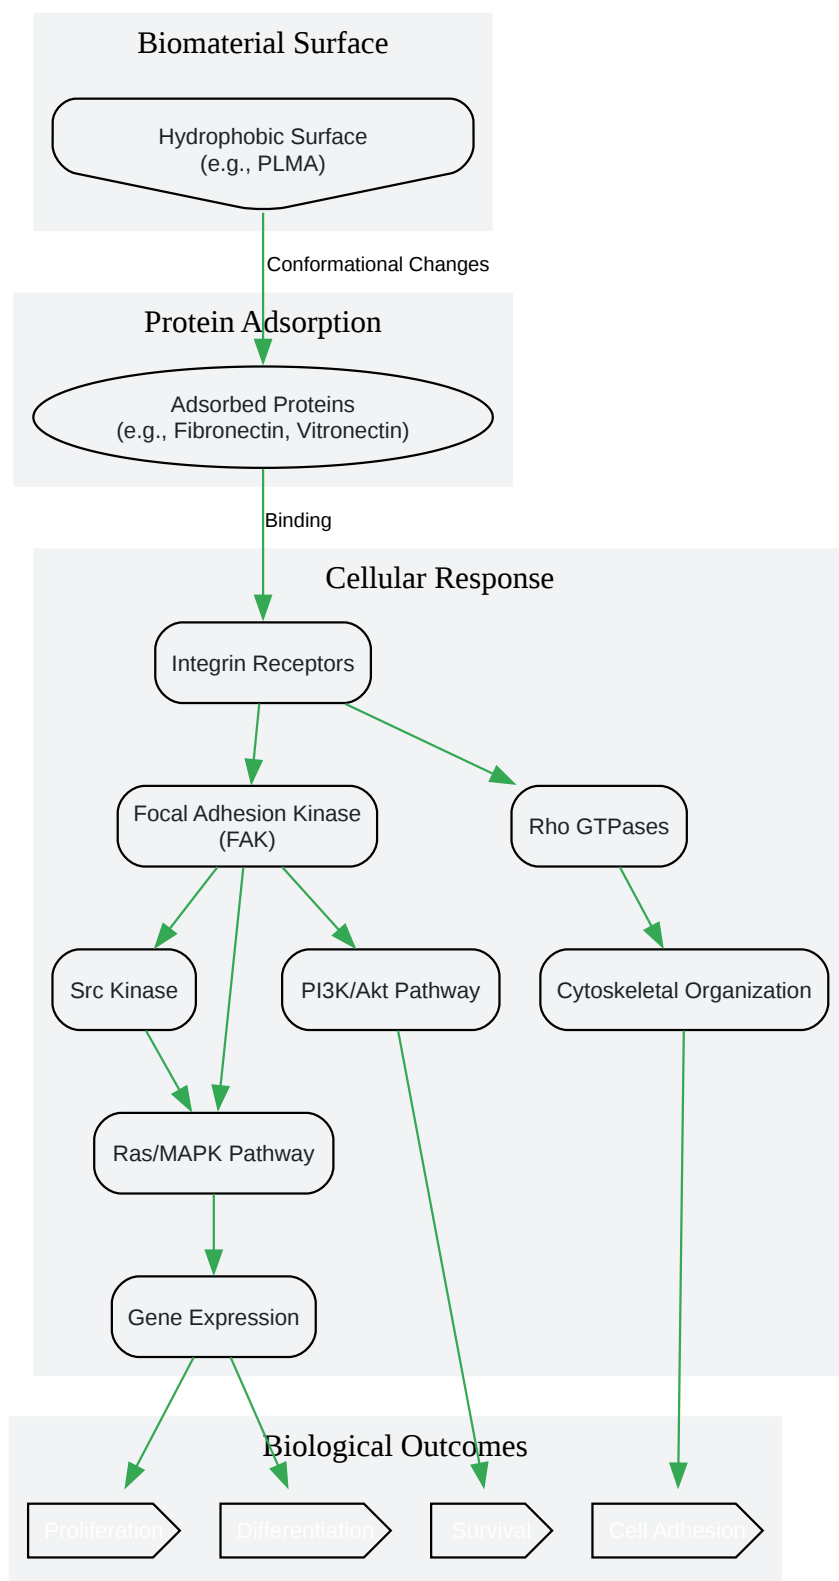 Biomaterial Surface
Hydrophobic Surface
(e.g., PLMA)
Conformational Changes
Protein Adsorption
Adsorbed Proteins
(e.g., Fibronectin, Vitronectin)
Binding
Cellular Response
Integrin Receptors
Focal Adhesion Kinase
(FAK)
Rho GTPases
Src Kinase
PI3K/Akt Pathway
Cytoskeletal Organization
Ras/MAPK Pathway
Gene Expression
Biological Outcomes
Proliferation
Differentiation
Survival
Cell Adhesion